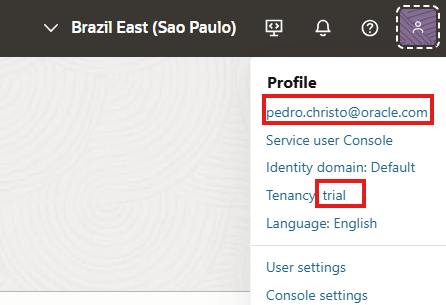 Brazil East (Sao Paulo)
Profile
pedro.christo@oracle.com
Service user Console
Identity domain: Default
Tenancy: trial
Language: English
User settings
Console settings